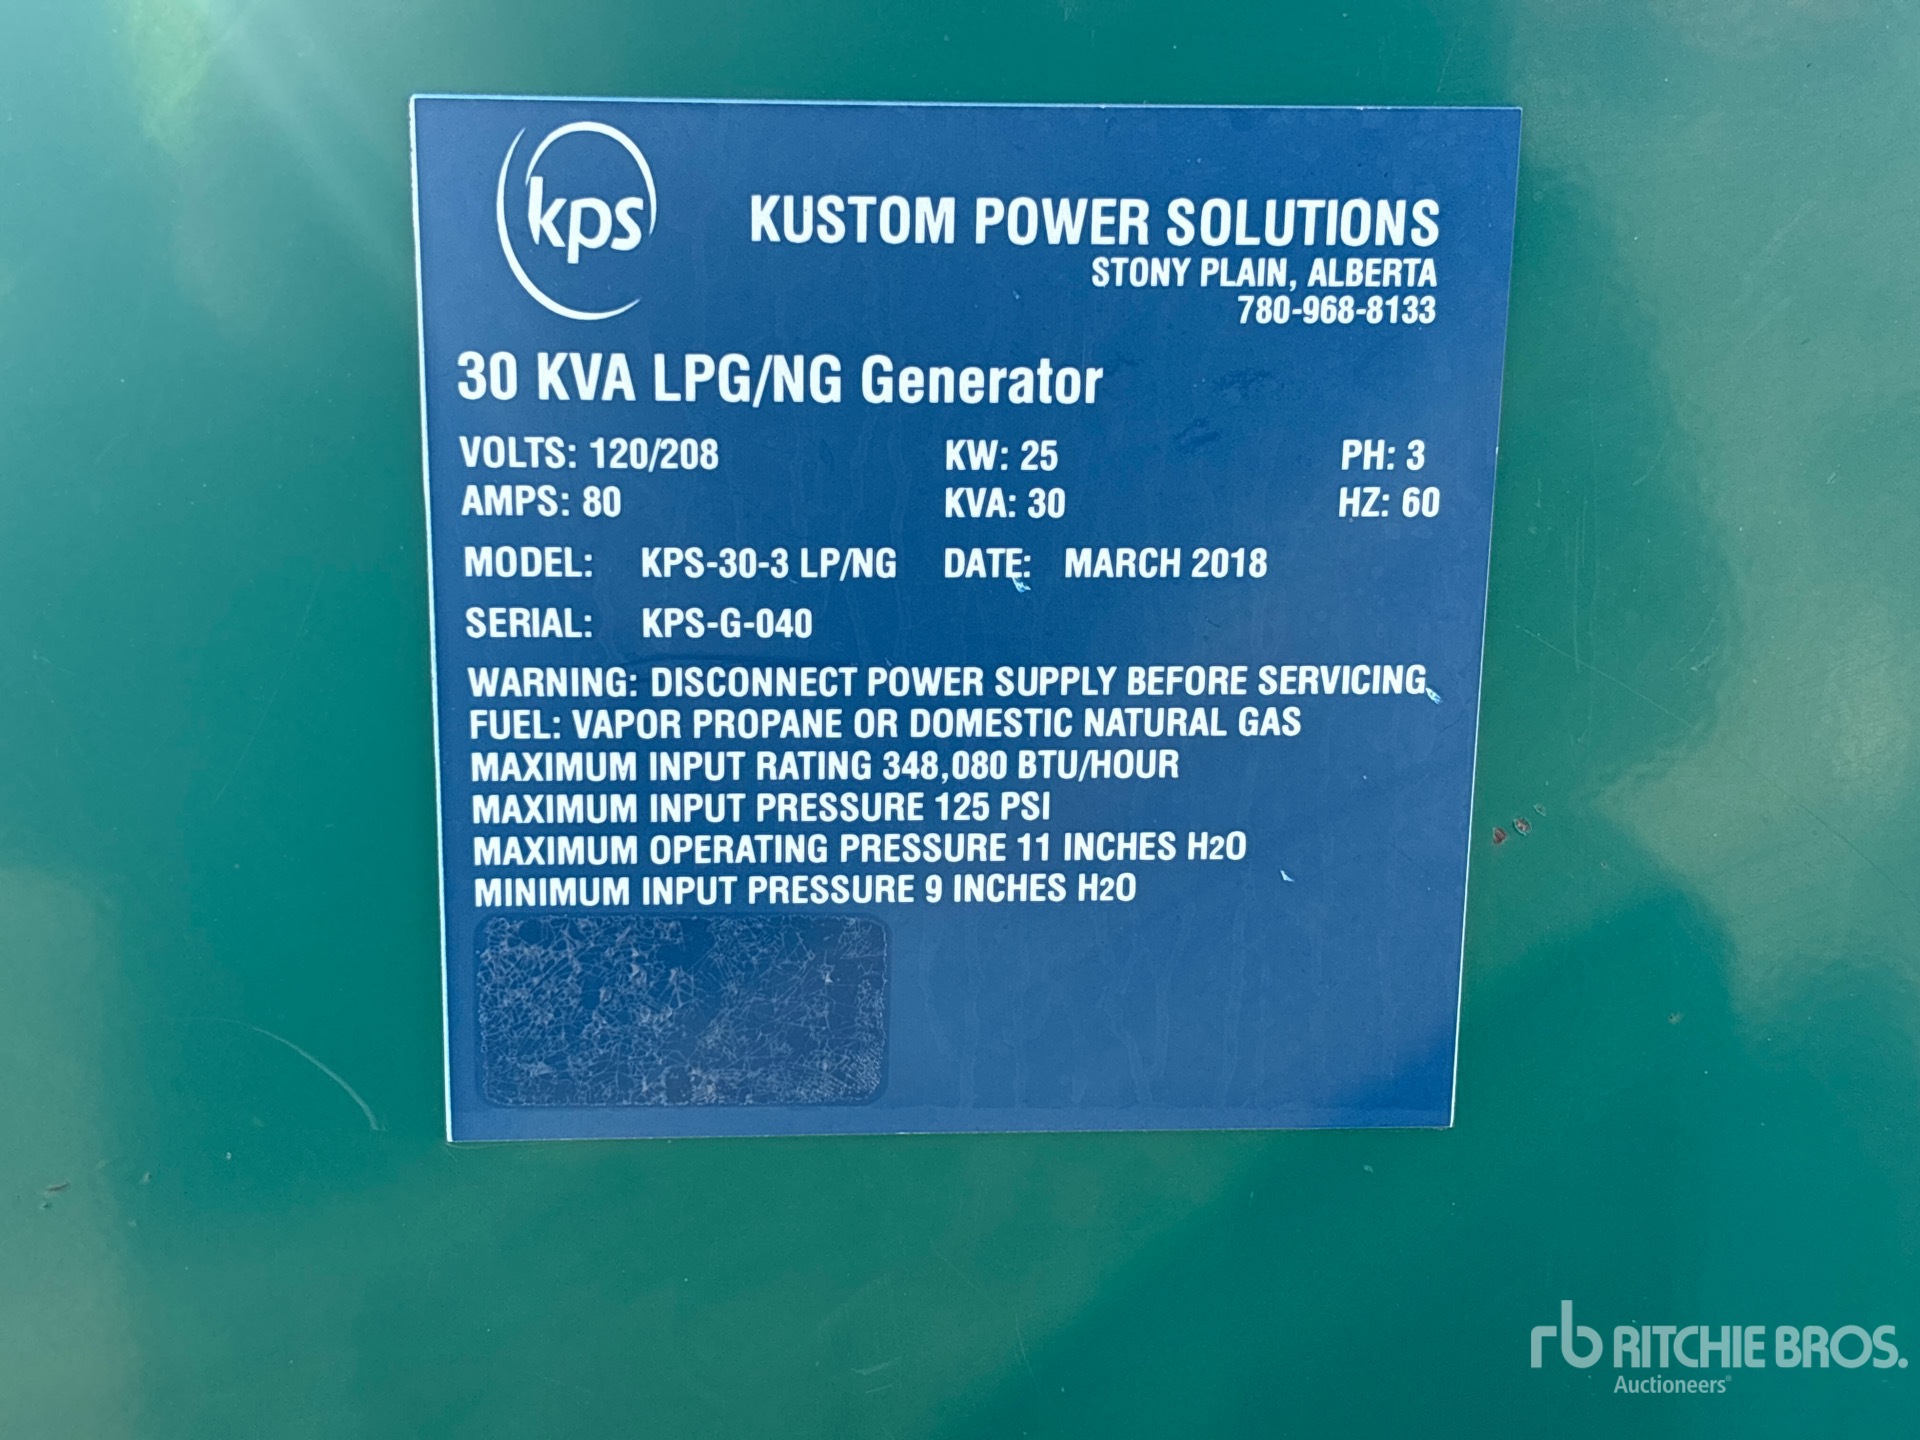 kps
KUSTOM POWER SOLUTIONS
STONY PLAIN, ALBERTA
780-968-8133
30 KVA LPG/NG Generator
VOLTS: 120/208 KW: 25 PH: 3
AMPS: 80 KVA: 30 HZ: 60
MODEL: KPS-30-3 LP/NG DATE: MARCH 2018
SERIAL: KPS-G-040
WARNING: DISCONNECT POWER SUPPLY BEFORE SERVICING
FUEL: VAPOR PROPANE OR DOMESTIC NATURAL GAS
MAXIMUM INPUT RATING 348,080 BTU/HOUR
MAXIMUM INPUT PRESSURE 125 PSI
MAXIMUM OPERATING PRESSURE 11 INCHES H2O
MINIMUM INPUT PRESSURE 9 INCHES H2O
rb RITCHIE BROS.
Auctioneers